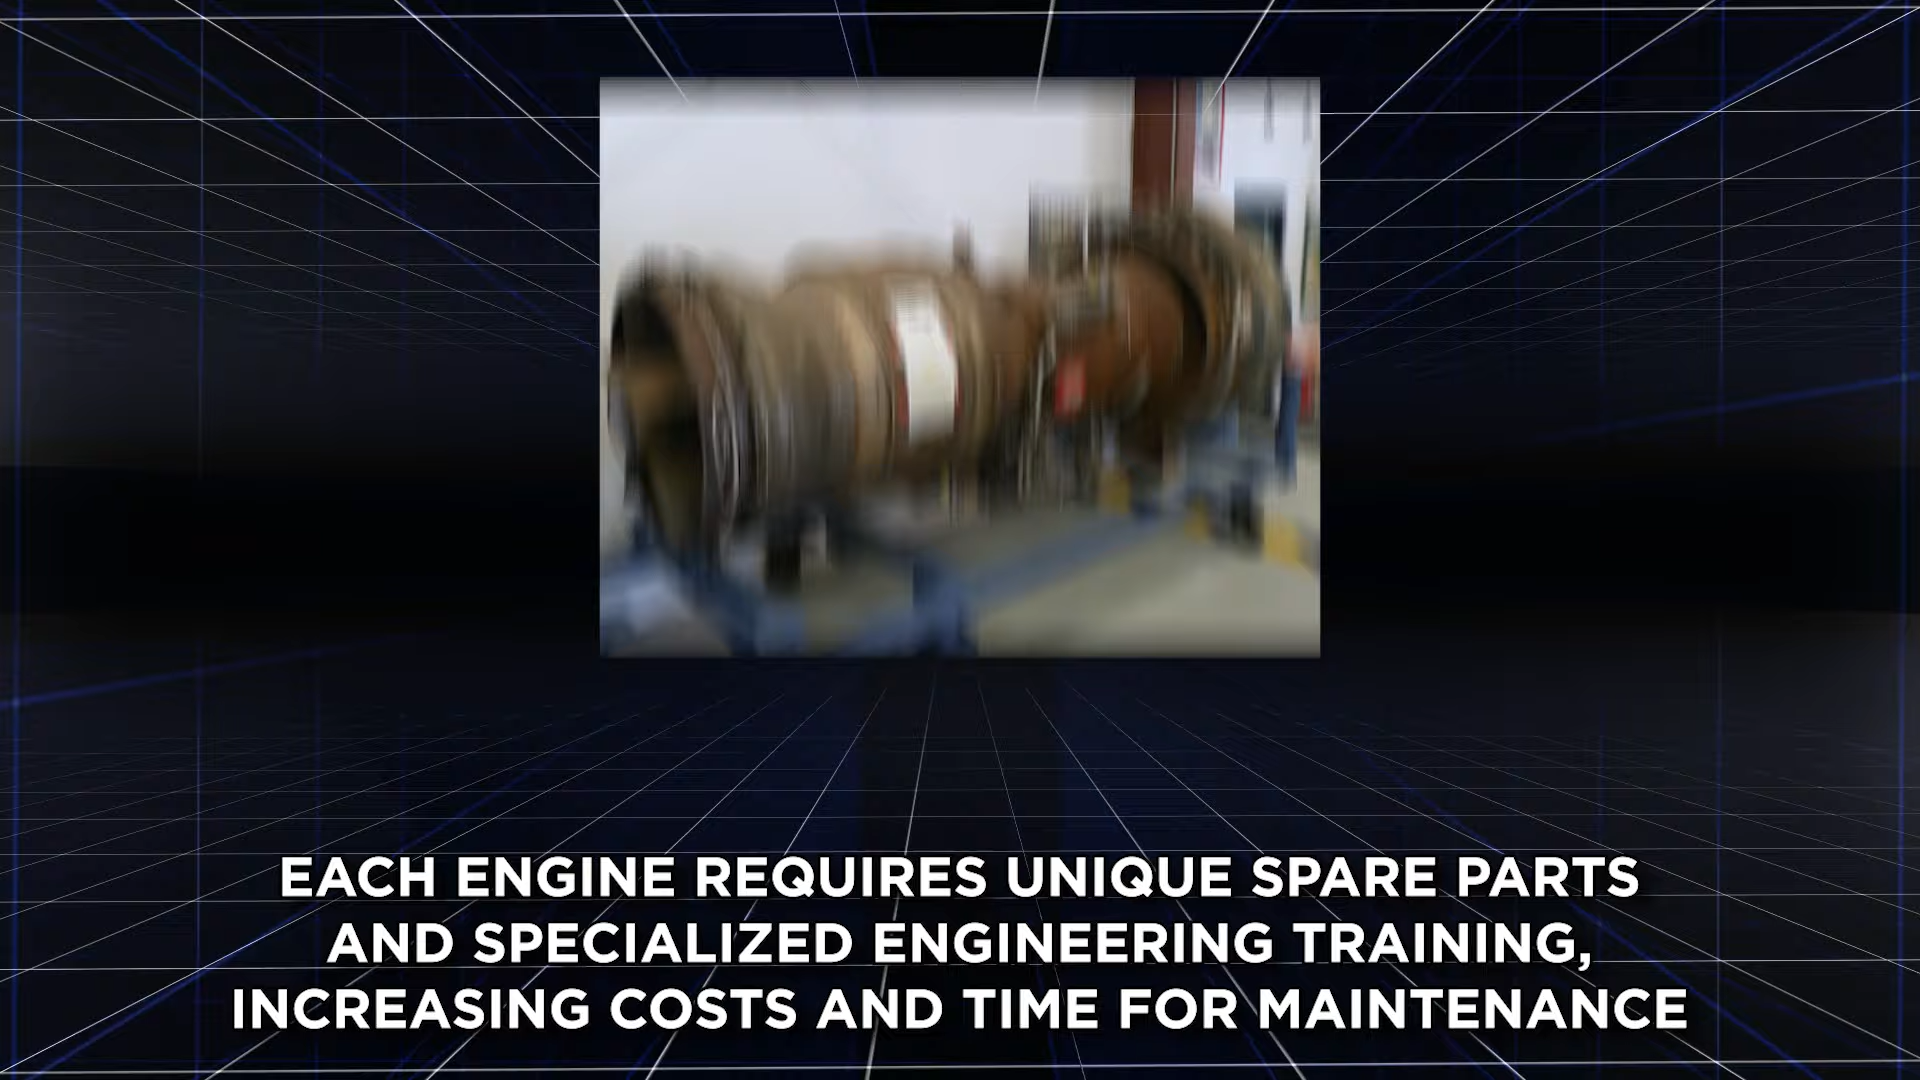 EACH ENGINE REQUIRES UNIQUE SPARE PARTS
AND SPECIALIZED ENGINEERING TRAINING,
INCREASING COSTS AND TIME FOR MAINTENANCE